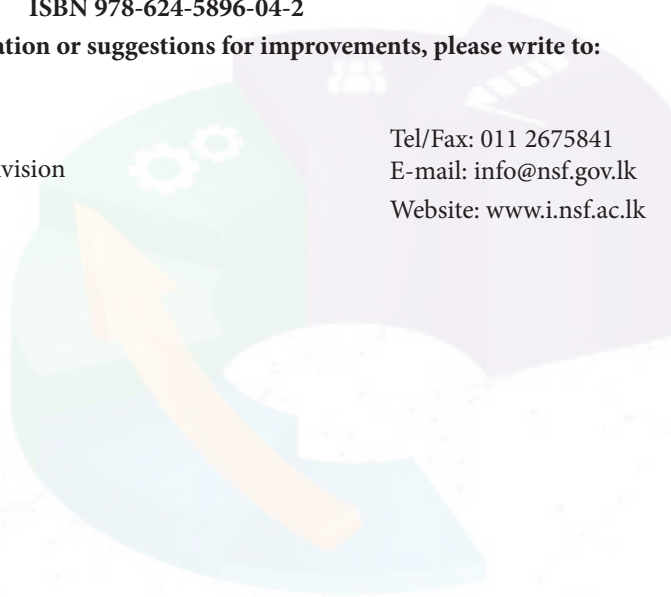 ISBN 978-624-5896-04-2
ation or suggestions for improvements, please write to:
Tel/Fax: 011 2675841
vision
E-mail: info@nsf.gov.lk
Website: www.i.nsf.ac.lk